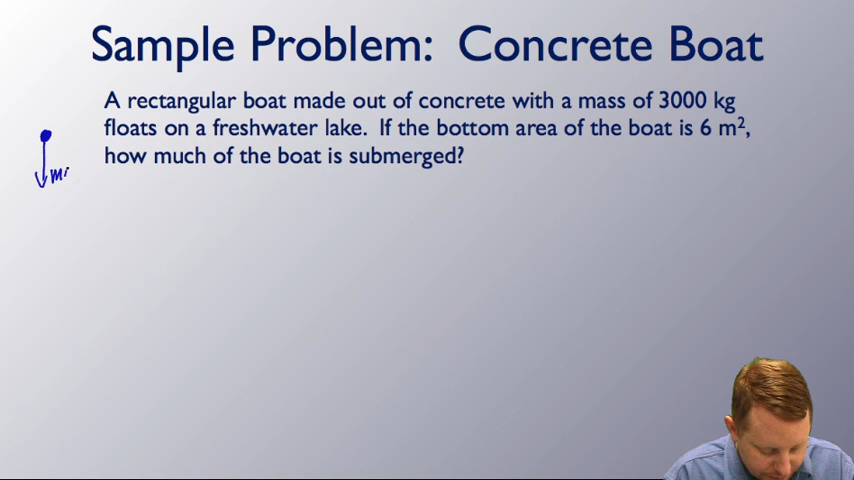 Sample Problem: Concrete Boat
A rectangular boat made out of concrete with a mass of 3000 kg
floats on a freshwater lake. If the bottom area of the boat is 6 m²,
how much of the boat is submerged?